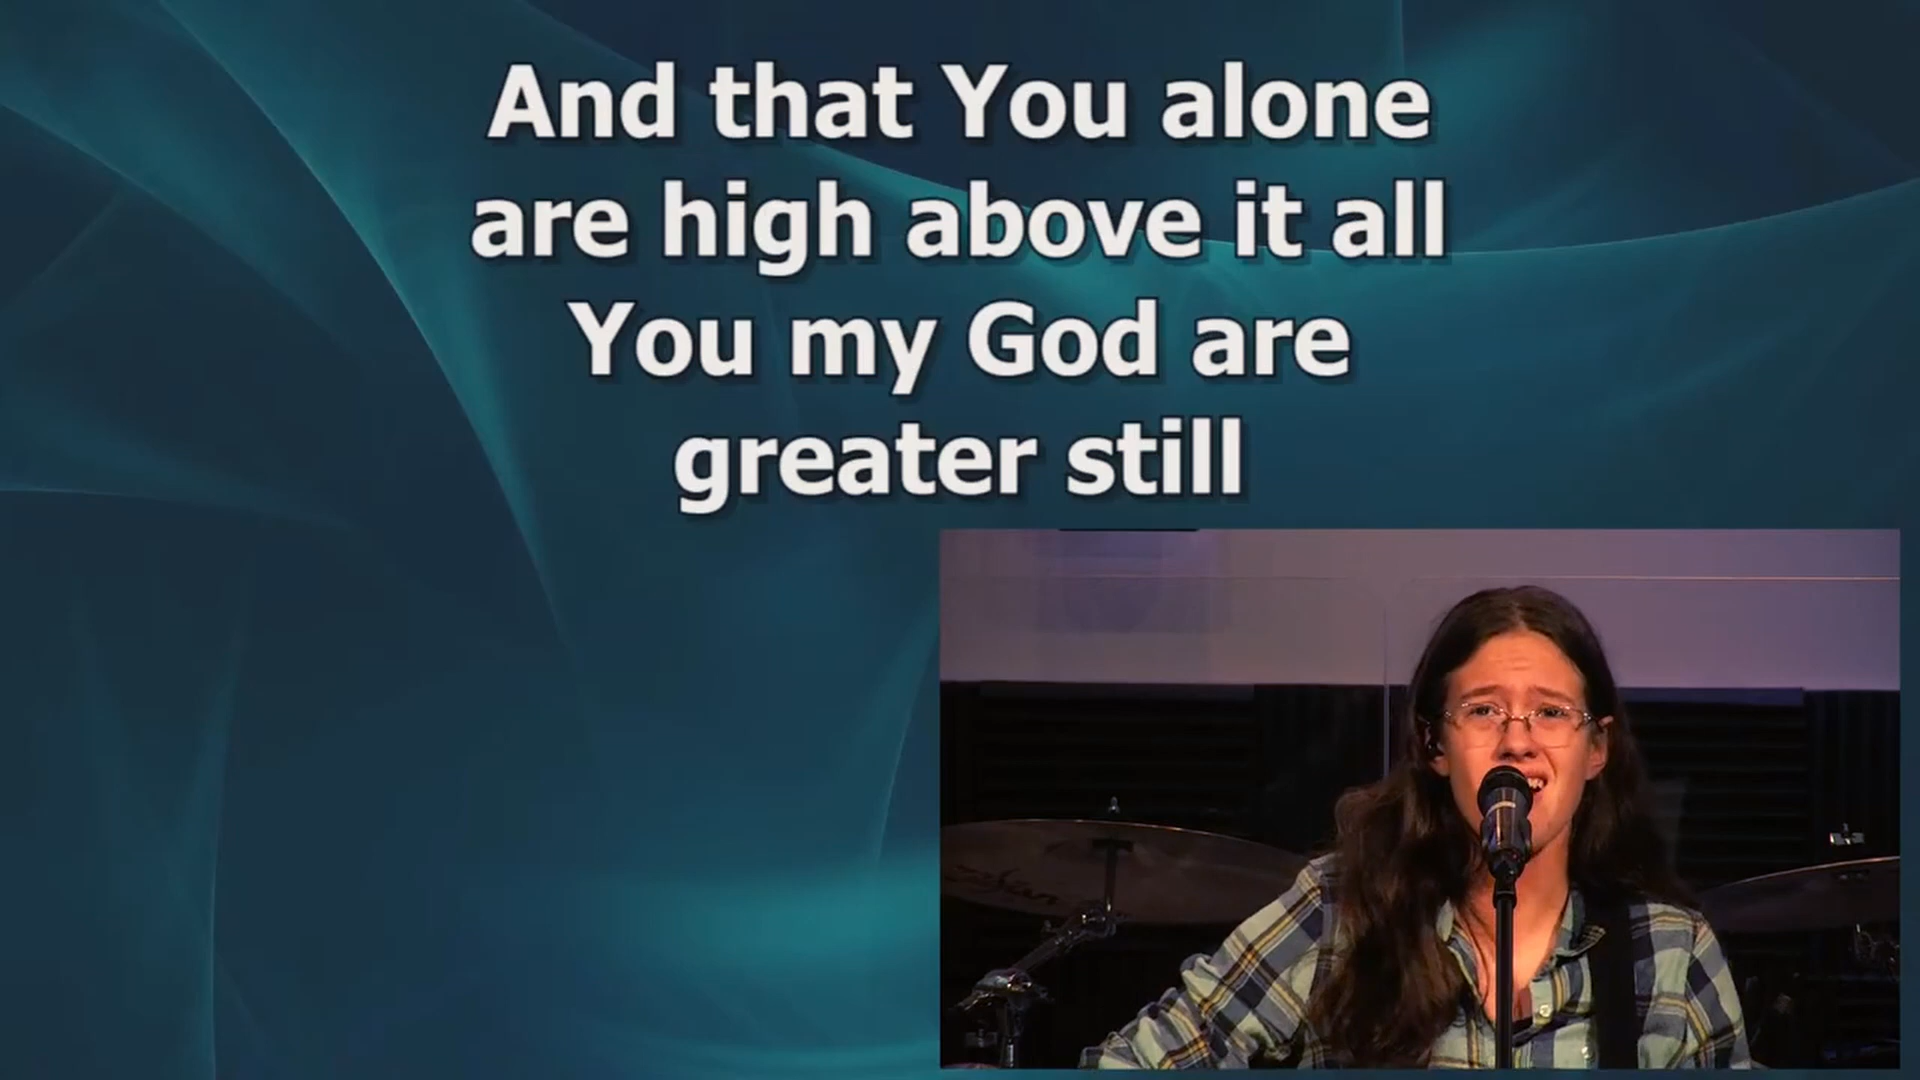 And that You alone
are high above it all
You my God are
greater still